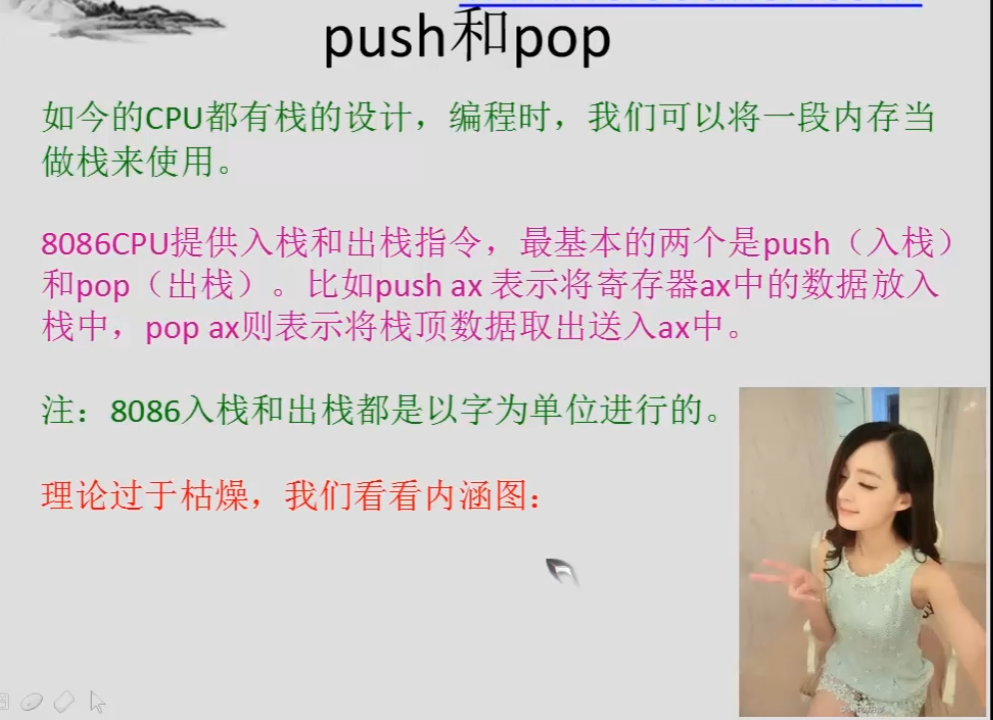 push和pop
如今的CPU都有栈的设计，编程时，我们可以将一段内存当
做栈来使用。
8086CPU提供入栈和出栈指令，最基本的两个是push（入栈）
和pop（出栈）。比如push ax 表示将寄存器ax中的数据放入
栈中，pop ax则表示将栈顶数据取出送入ax中。
注：8086入栈和出栈都是以字为单位进行的。
理论过于枯燥，我们看看内涵图：